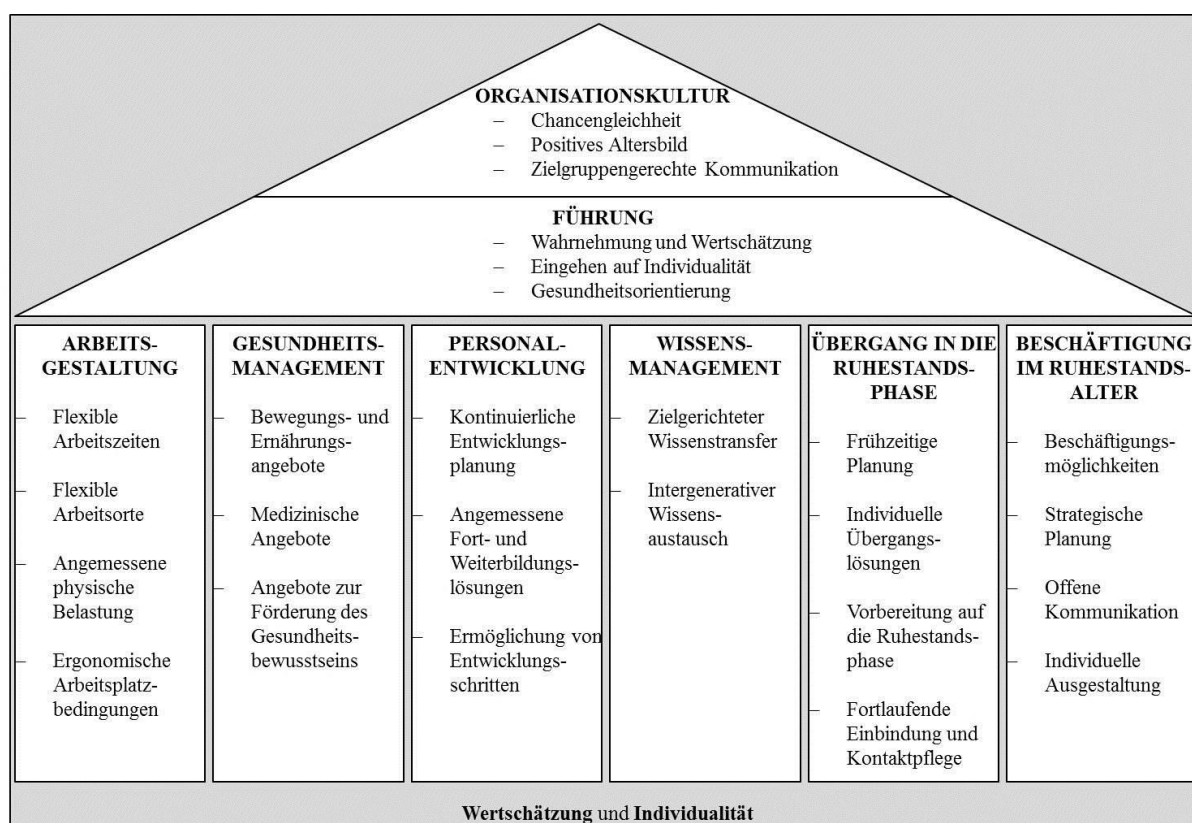 ORGANISATIONSKULTUR
– Chancengleichheit
– Positives Altersbild
– Zielgruppengerechte Kommunikation
FÜHRUNG
– Wahrnehmung und Wertschätzung
– Eingehen auf Individualität
– Gesundheitsorientierung
ARBEITS-
GESTALTUNG
– Flexible
Arbeitszeiten
– Flexible
Arbeitsorte
– Angemessene
physische
Belastung
– Ergonomische
Arbeitsplatz-
bedingungen
GESUNDHEITS-
MANAGEMENT
– Bewegungs- und
Ernährungs-
angebote
– Medizinische
Angebote
– Angebote zur
Förderung des
Gesundheits-
bewusstseins
PERSONAL-
ENTWICKLUNG
– Kontinuierliche
Entwicklungs-
planung
– Angemessene
Fort- und
Weiterbildungs-
lösungen
– Ermöglichung von
Entwicklungs-
schritten
WISSENS-
MANAGEMENT
– Zielgerichteter
Wissenstransfer
– Intergenerativer
Wissens-
austausch
ÜBERGANG IN DIE
RUHESTANDS-
PHASE
– Frühzeitige
Planung
– Individuelle
Übergangs-
lösungen
– Vorbereitung auf
die Ruhestands-
phase
– Fortlaufende
Einbindung und
Kontaktpflege
BESCHÄFTIGUNG
IM RUHESTANDS-
ALTER
– Beschäftigungs-
möglichkeiten
– Strategische
Planung
– Offene
Kommunikation
– Individuelle
Ausgestaltung
Wertschätzung und Individualität